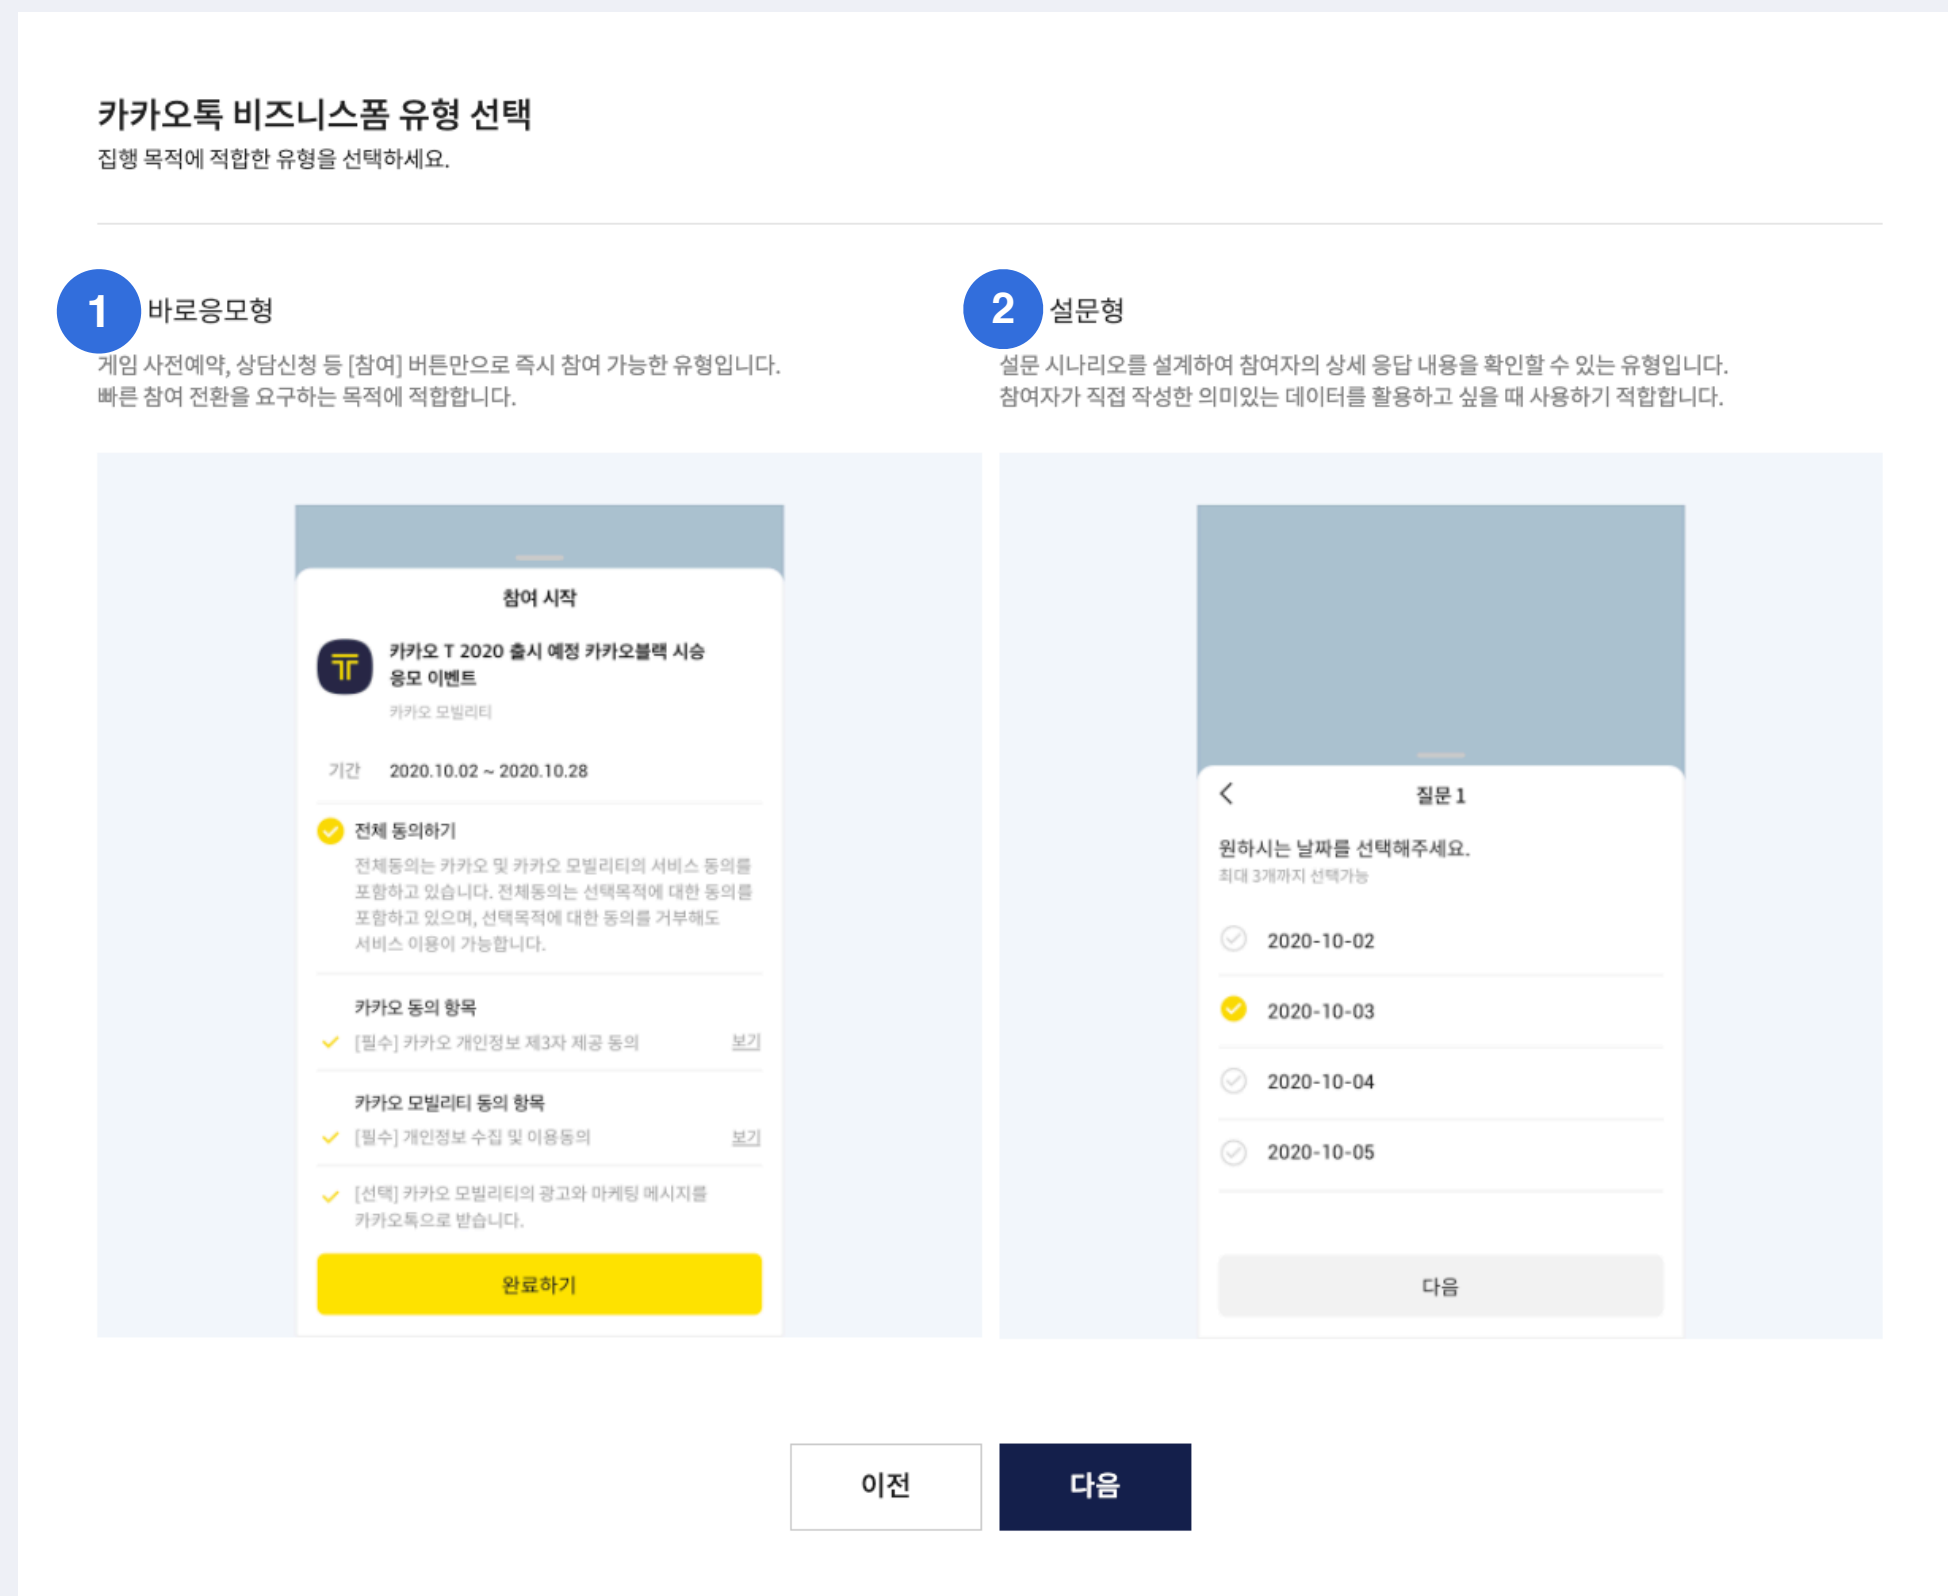 카카오톡 비즈니스폼 유형 선택
집행 목적에 적합한 유형을 선택하세요.
1 바로응모형
게임 사전예약, 상담신청 등 [참여] 버튼만으로 즉시 참여 가능한 유형입니다.
빠른 참여 전환을 요구하는 목적에 적합합니다.
참여 시작
카카오 T 2020 출시 예정 카카오블랙 시승
응모 이벤트
카카오 모빌리티
기간 2020.10.02 ~ 2020.10.28
전체 동의하기
전체동의는 카카오 및 카카오 모빌리티의 서비스 동의를
포함하고 있습니다. 전체동의는 선택목적에 대한 동의를
포함하고 있으며, 선택목적에 대한 동의를 거부해도
서비스 이용이 가능합니다.
카카오 동의 항목
[필수] 카카오 개인정보 제3자 제공 동의 보기
카카오 모빌리티 동의 항목
[필수] 개인정보 수집 및 이용동의 보기
[선택] 카카오 모빌리티의 광고와 마케팅 메시지를
카카오톡으로 받습니다.
완료하기
2 설문형
설문 시나리오를 설계하여 참여자의 상세 응답 내용을 확인할 수 있는 유형입니다.
참여자가 직접 작성한 의미있는 데이터를 활용하고 싶을 때 사용하기 적합합니다.
질문 1
원하시는 날짜를 선택해주세요.
최대 3개까지 선택가능
2020-10-02
2020-10-03
2020-10-04
2020-10-05
다음
이전
다음